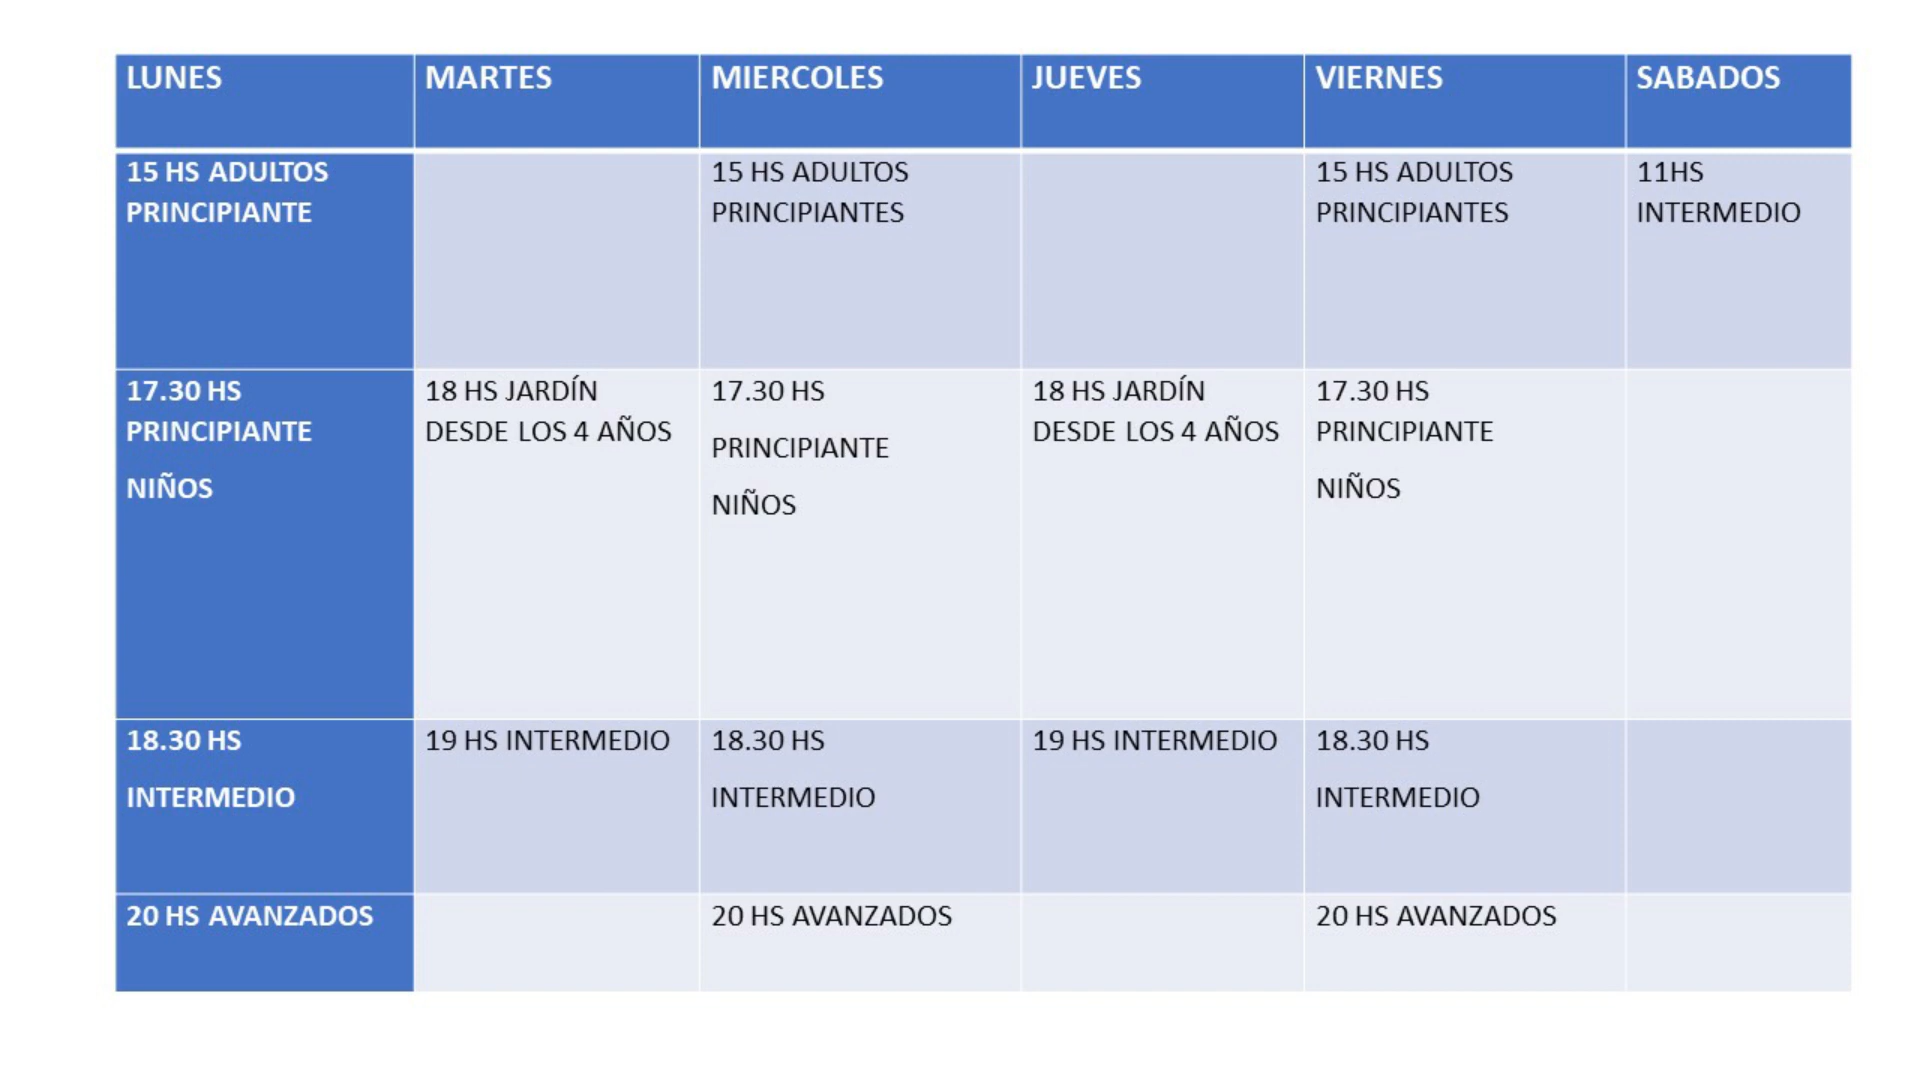 LUNES MARTES MIERCOLES JUEVES VIERNES SABADOS
15 HS ADULTOS
PRINCIPIANTE
15 HS ADULTOS
PRINCIPIANTES
15 HS ADULTOS
PRINCIPIANTES
11HS
INTERMEDIO
17.30 HS
PRINCIPIANTE
NIÑOS
18 HS JARDÍN
DESDE LOS 4 AÑOS
17.30 HS
PRINCIPIANTE
NIÑOS
18 HS JARDÍN
DESDE LOS 4 AÑOS
17.30 HS
PRINCIPIANTE
NIÑOS
18.30 HS
INTERMEDIO
19 HS INTERMEDIO
18.30 HS
INTERMEDIO
19 HS INTERMEDIO
18.30 HS
INTERMEDIO
20 HS AVANZADOS
20 HS AVANZADOS
20 HS AVANZADOS